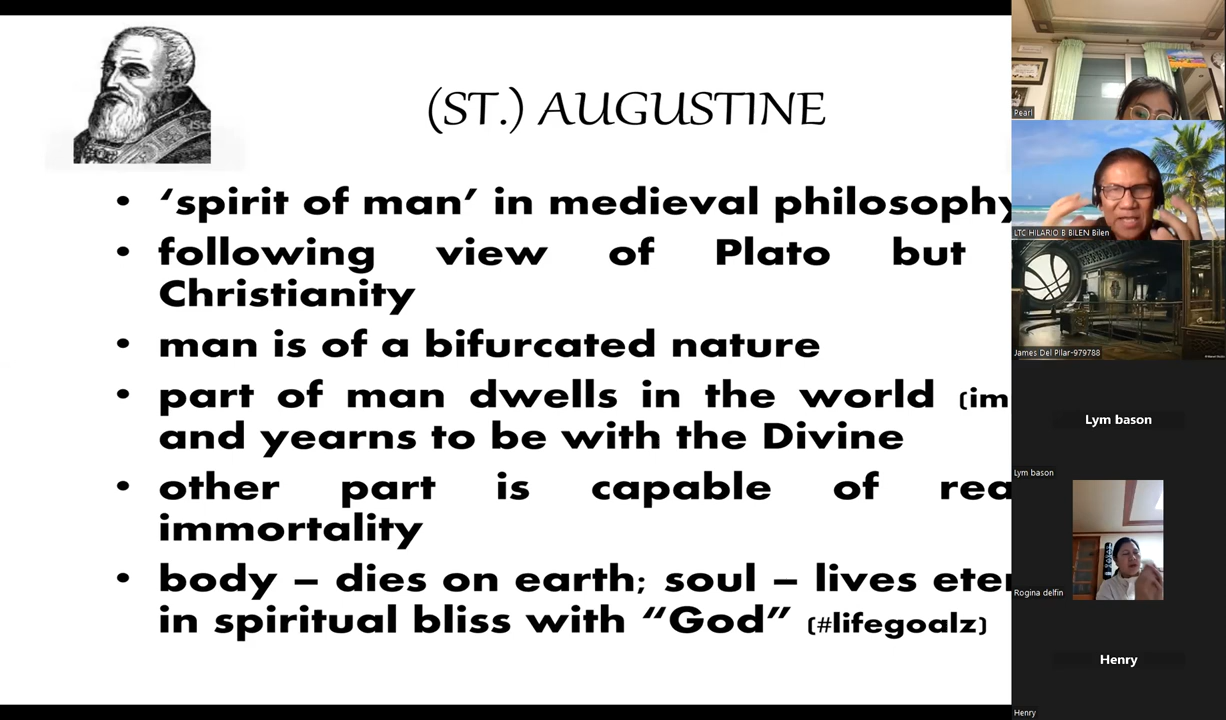 (ST.) AUGUSTINE
• ‘spirit of man’ in medieval philosophy
• following view of Plato but
Christianity
• man is of a bifurcated nature
• part of man dwells in the world (im
and yearns to be with the Divine
• other part is capable of rea
immortality
• body – dies on earth; soul – lives eter
in spiritual bliss with “God” (#lifegoalz)
Pearl
LTC HILARIO B BILEN Bilen
James Del Pilar-979788
Lym bason
Lym bason
Rogina delfin
Henry
Henry